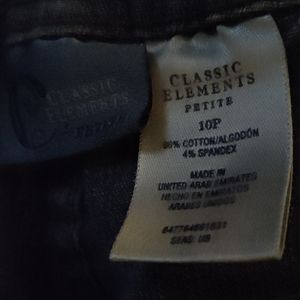 CLASSIC
ELEMENTS
PETITE
CLASSIC
ELEMENTS
PETITE
10P
COTTON/ALGODÓN
4% SPANDEX
MADE IN
UNITED ARAB EMIRATES
HECHO EN EMIRATOS
ARABES UNIDOS